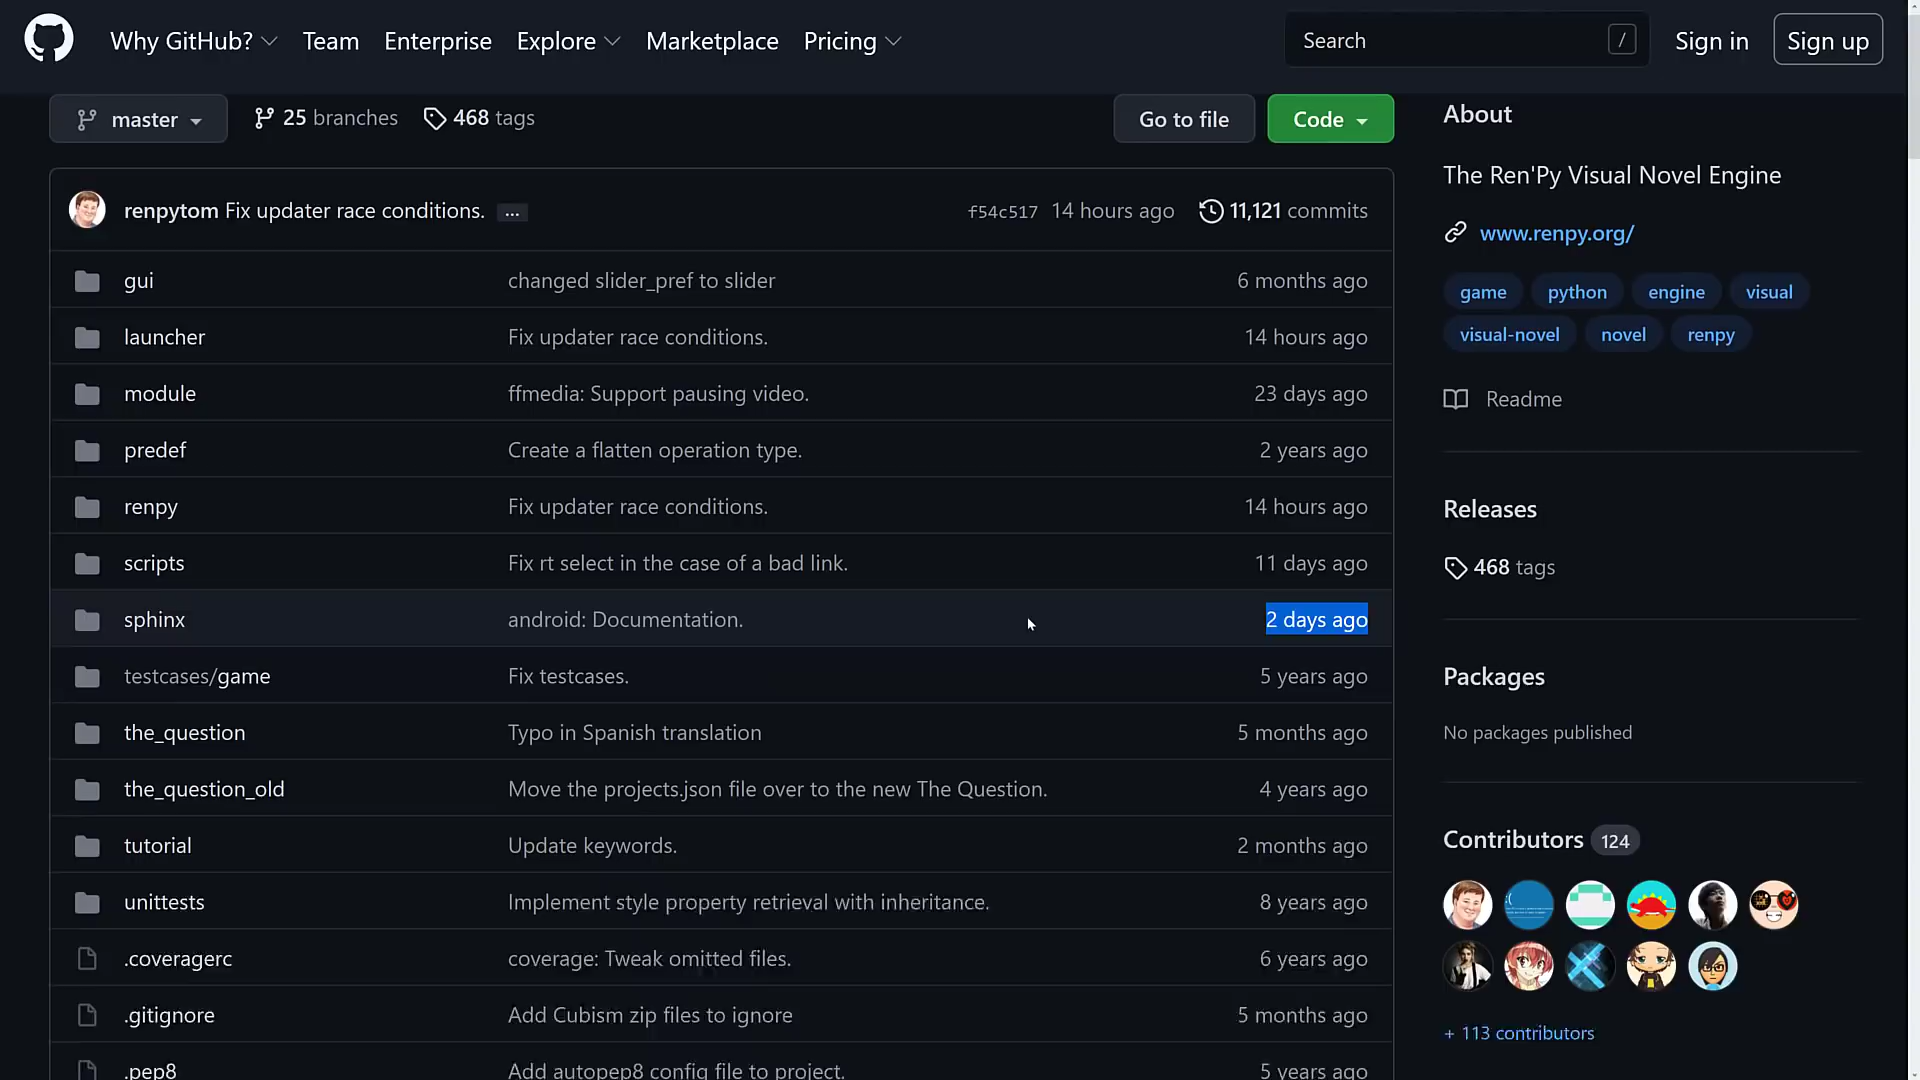 Why GitHub? Team Enterprise Explore Marketplace Pricing Search / Sign in Sign up
master 25 branches 468 tags Go to file Code
renpytom Fix updater race conditions. ... f54c517 14 hours ago 11,121 commits
gui changed slider_pref to slider 6 months ago
launcher Fix updater race conditions. 14 hours ago
module ffmedia: Support pausing video. 23 days ago
predef Create a flatten operation type. 2 years ago
renpy Fix updater race conditions. 14 hours ago
scripts Fix rt select in the case of a bad link. 11 days ago
sphinx android: Documentation. 2 days ago
testcases/game Fix testcases. 5 years ago
the_question Typo in Spanish translation 5 months ago
the_question_old Move the projects.json file over to the new The Question. 4 years ago
tutorial Update keywords. 2 months ago
unittests Implement style property retrieval with inheritance. 8 years ago
.coveragerc coverage: Tweak omitted files. 6 years ago
.gitignore Add Cubism zip files to ignore 5 months ago
.pep8 Add autopep8 config file to project. 5 years ago
About
The Ren'Py Visual Novel Engine
www.renpy.org/
game python engine visual
visual-novel novel renpy
Readme
Releases
468 tags
Packages
No packages published
Contributors 124
+ 113 contributors